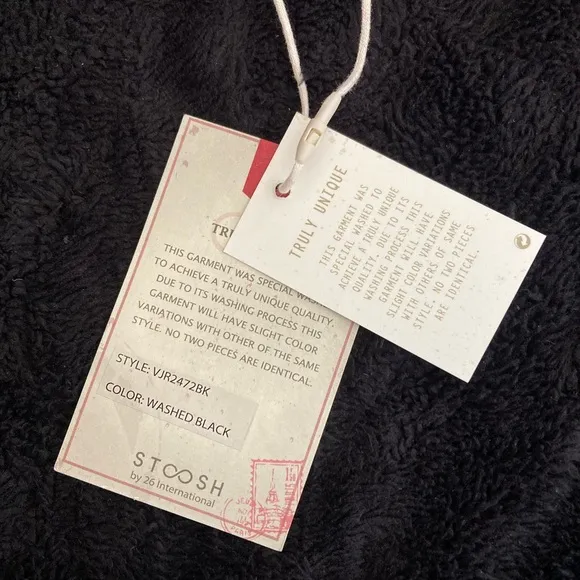 TRULY UNIQUE
THIS GARMENT WAS
SPECIAL WASHED TO
ACHIEVE A TRULY UNIQUE
QUALITY, DUE TO ITS
WASHING PROCESS THIS
GARMENT WILL HAVE
SLIGHT COLOR VARIATIONS
WITH OTHERS OF SAME
STYLE, NO TWO PIECES
ARE IDENTICAL.
THIS GARMENT WAS SPECIAL
TO ACHIEVE A TRULY UNIQUE QUALITY.
DUE TO ITS WASHING PROCESS THIS
GARMENT WILL HAVE SLIGHT COLOR
VARIATIONS WITH OTHER OF THE SAME
STYLE. NO TWO PIECES ARE IDENTICAL.
STYLE: VJR2472BK
COLOR: WASHED BLACK
STOOSH
by 26 International
PARIS